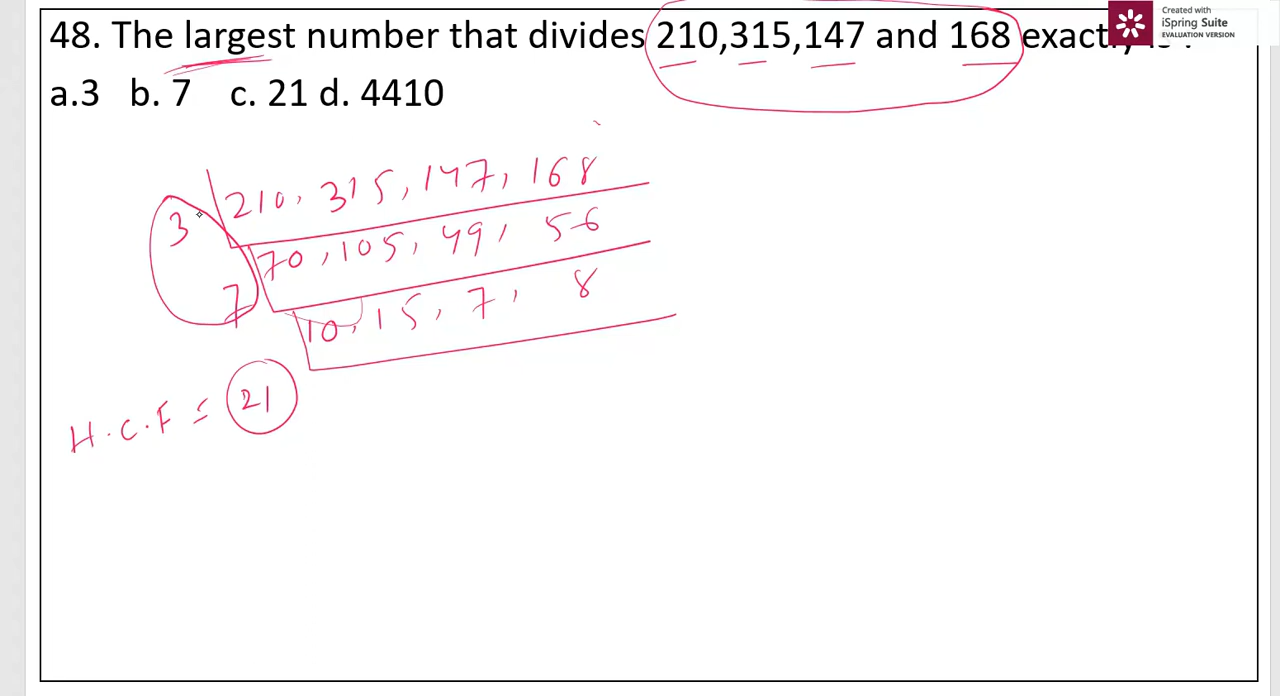 Created with
iSpring Suite
EVALUATION VERSION
48. The largest number that divides 210,315,147 and 168
a.3 b. 7 c. 21 d. 4410
3 210, 315, 147, 168
7 70, 105, 49, 56
10, 15, 7, 8
H.C.F = 21